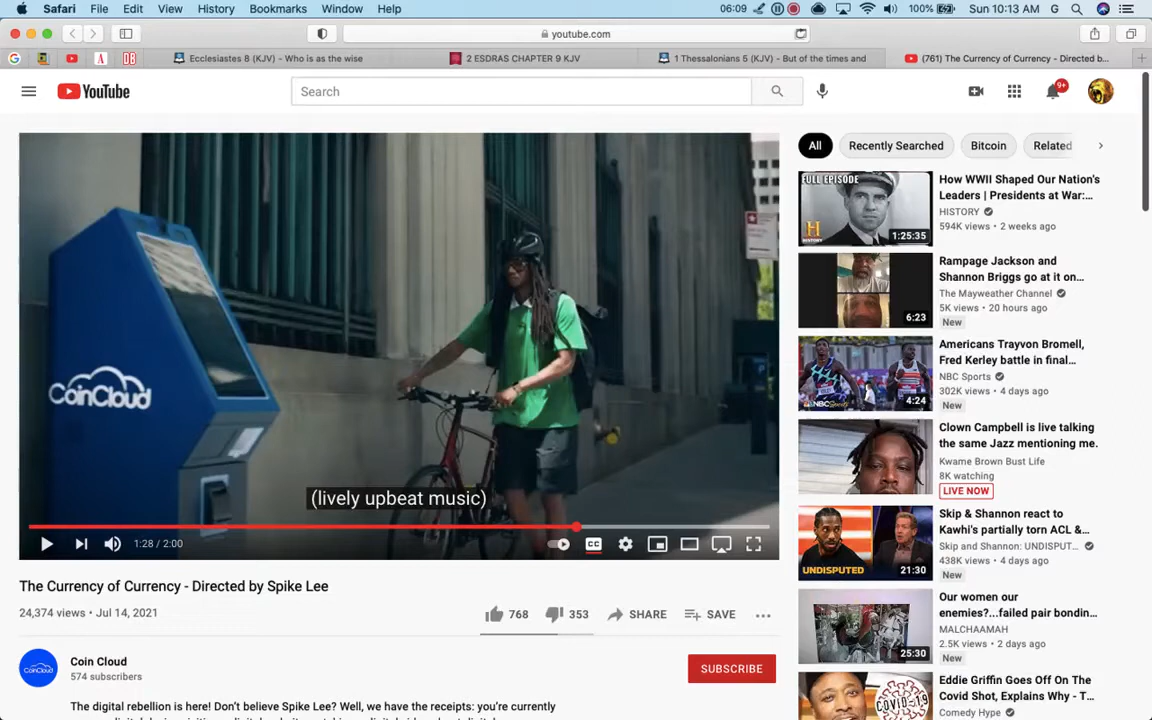 Safari File Edit View History Bookmarks Window Help 06:09 100% Sun 10:13 AM G
youtube.com
G A DB Ecclesiastes 8 (KJV) - Who is as the wise 2 ESDRAS CHAPTER 9 KJV 1 Thessalonians 5 (KJV) - But of the times and (761) The Currency of Currency - Directed b...
YouTube
Search
9+
CoinCloud
(lively upbeat music)
1:28 / 2:00
CC
The Currency of Currency - Directed by Spike Lee
24,374 views • Jul 14, 2021
768 353 SHARE SAVE
CoinCloud
Coin Cloud
574 subscribers
SUBSCRIBE
The digital rebellion is here! Don't believe Spike Lee? Well, we have the receipts: you're currently
All Recently Searched Bitcoin Related
FULL EPISODE
H
HISTORY
1:25:35
How WWII Shaped Our Nation's
Leaders | Presidents at War:...
HISTORY
594K views • 2 weeks ago
6:23
Rampage Jackson and
Shannon Briggs go at it on...
The Mayweather Channel
5K views • 20 hours ago
New
4:24
Americans Trayvon Bromell,
Fred Kerley battle in final...
NBC Sports
302K views • 4 days ago
New
Clown Campbell is live talking
the same Jazz mentioning me.
Kwame Brown Bust Life
8K watching
LIVE NOW
UNDISPUTED
21:30
Skip & Shannon react to
Kawhi's partially torn ACL &...
Skip and Shannon: UNDISPUT...
438K views • 4 days ago
New
25:30
Our women our
enemies?...failed pair bondin...
MALCHAAMAH
2.5K views • 2 days ago
New
COVID-19
Eddie Griffin Goes Off On The
Covid Shot, Explains Why - T...
Comedy Hype